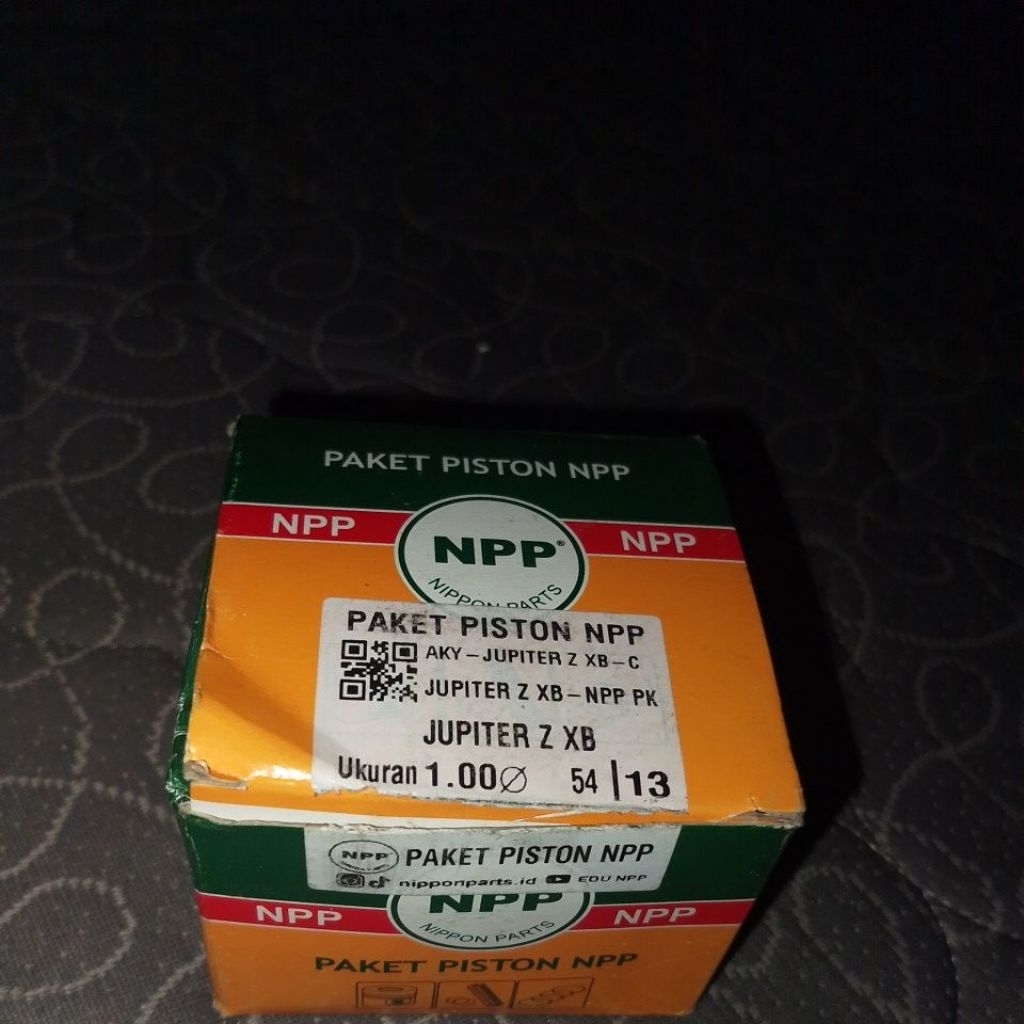 PAKET PISTON NPP
NPP
NPP®
NPP
NIPPON PARTS
PAKET PISTON NPP
AKY-JUPITER Z XB-C
JUPITER Z XB-NPP PK
JUPITER Z XB
Ukuran 1.00∅ 54 |13
NPP PAKET PISTON NPP
nipponparts.id EDU NPP
NPP
NPP
NPP
NIPPON PARTS
PAKET PISTON NPP